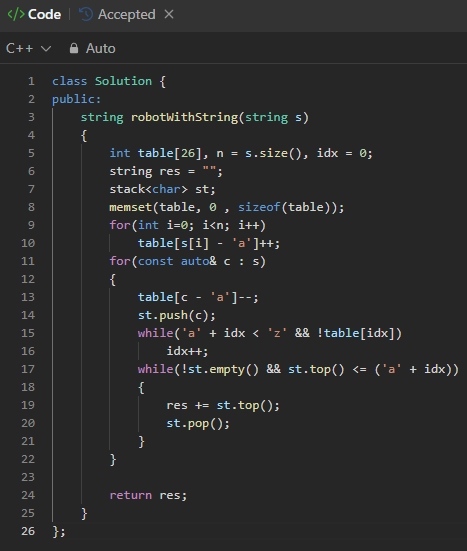 </> Code Accepted ×
C++ Auto
1 class Solution {
2 public:
3     string robotWithString(string s)
4     {
5         int table[26], n = s.size(), idx = 0;
6         string res = "";
7         stack<char> st;
8         memset(table, 0 , sizeof(table));
9         for(int i=0; i<n; i++)
10             table[s[i] - 'a']++;
11         for(const auto& c : s)
12         {
13             table[c - 'a']--;
14             st.push(c);
15             while('a' + idx < 'z' && !table[idx])
16                 idx++;
17             while(!st.empty() && st.top() <= ('a' + idx))
18             {
19                 res += st.top();
20                 st.pop();
21             }
22         }
23
24         return res;
25     }
26 };